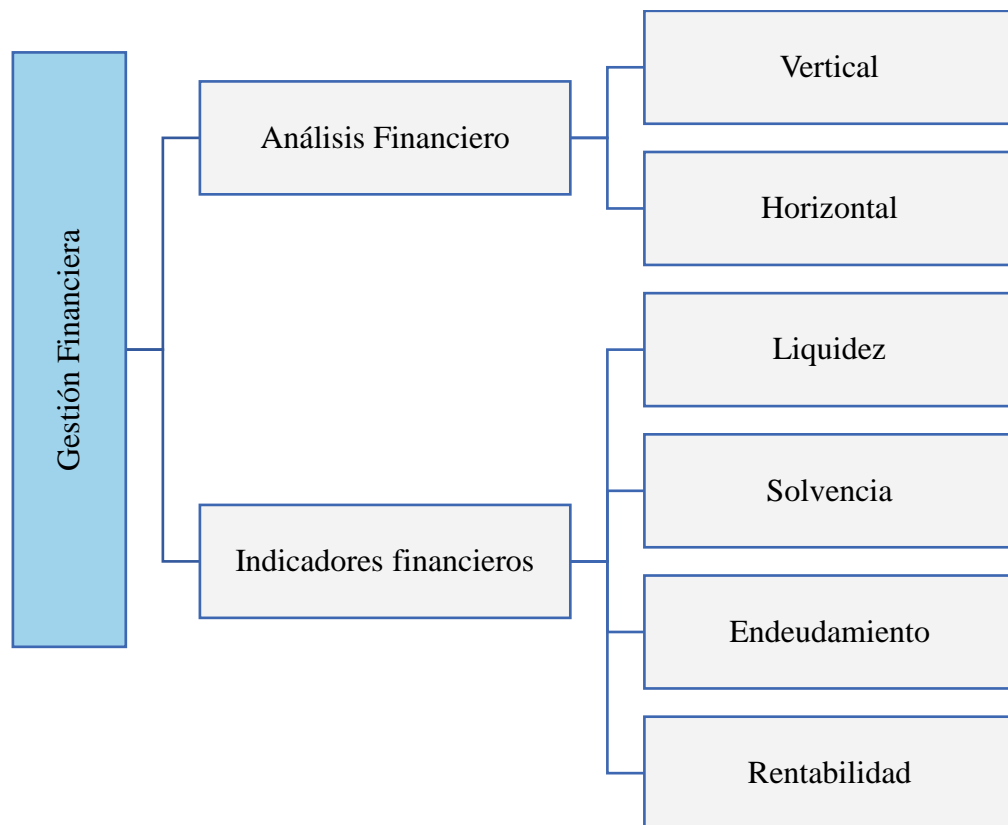 Gestión Financiera
Análisis Financiero
Vertical
Horizontal
Indicadores financieros
Liquidez
Solvencia
Endeudamiento
Rentabilidad